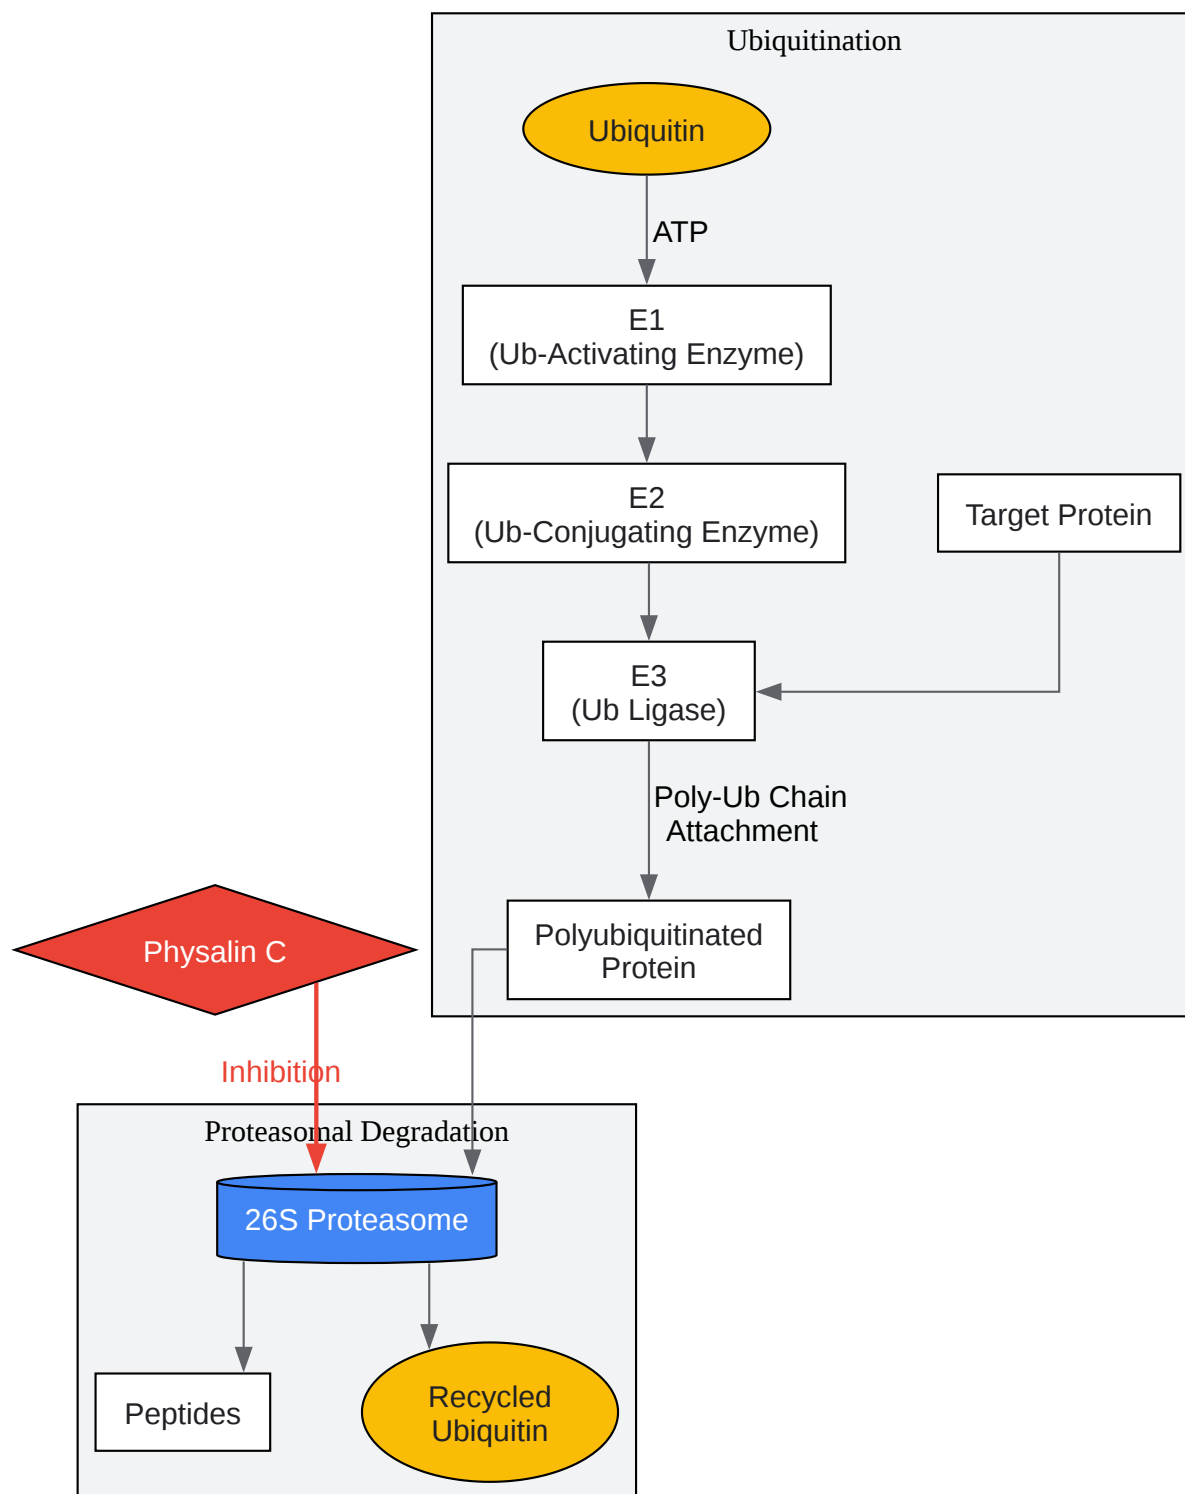 Ubiquitination
Ubiquitin
ATP
E1
(Ub-Activating Enzyme)
E2
(Ub-Conjugating Enzyme)
Target Protein
E3
(Ub Ligase)
Poly-Ub Chain
Attachment
Polyubiquitinated
Protein
Physalin C
Inhibition
Proteasomal Degradation
26S Proteasome
Peptides
Recycled
Ubiquitin